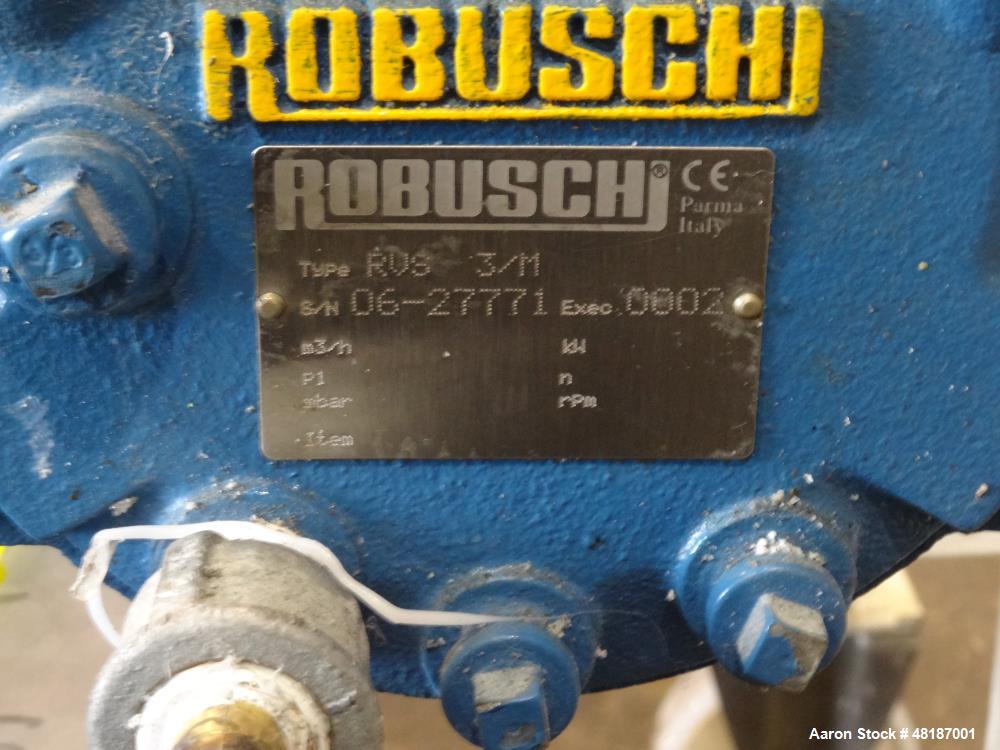 ROBUSCHI
ROBUSCHI® CE
Parma
Italy
Type RVS 3/M
S/N 06-27771 Exec 0002
m3/h kW
P1 n
mbar rpm
Item
Aaron Stock # 48187001